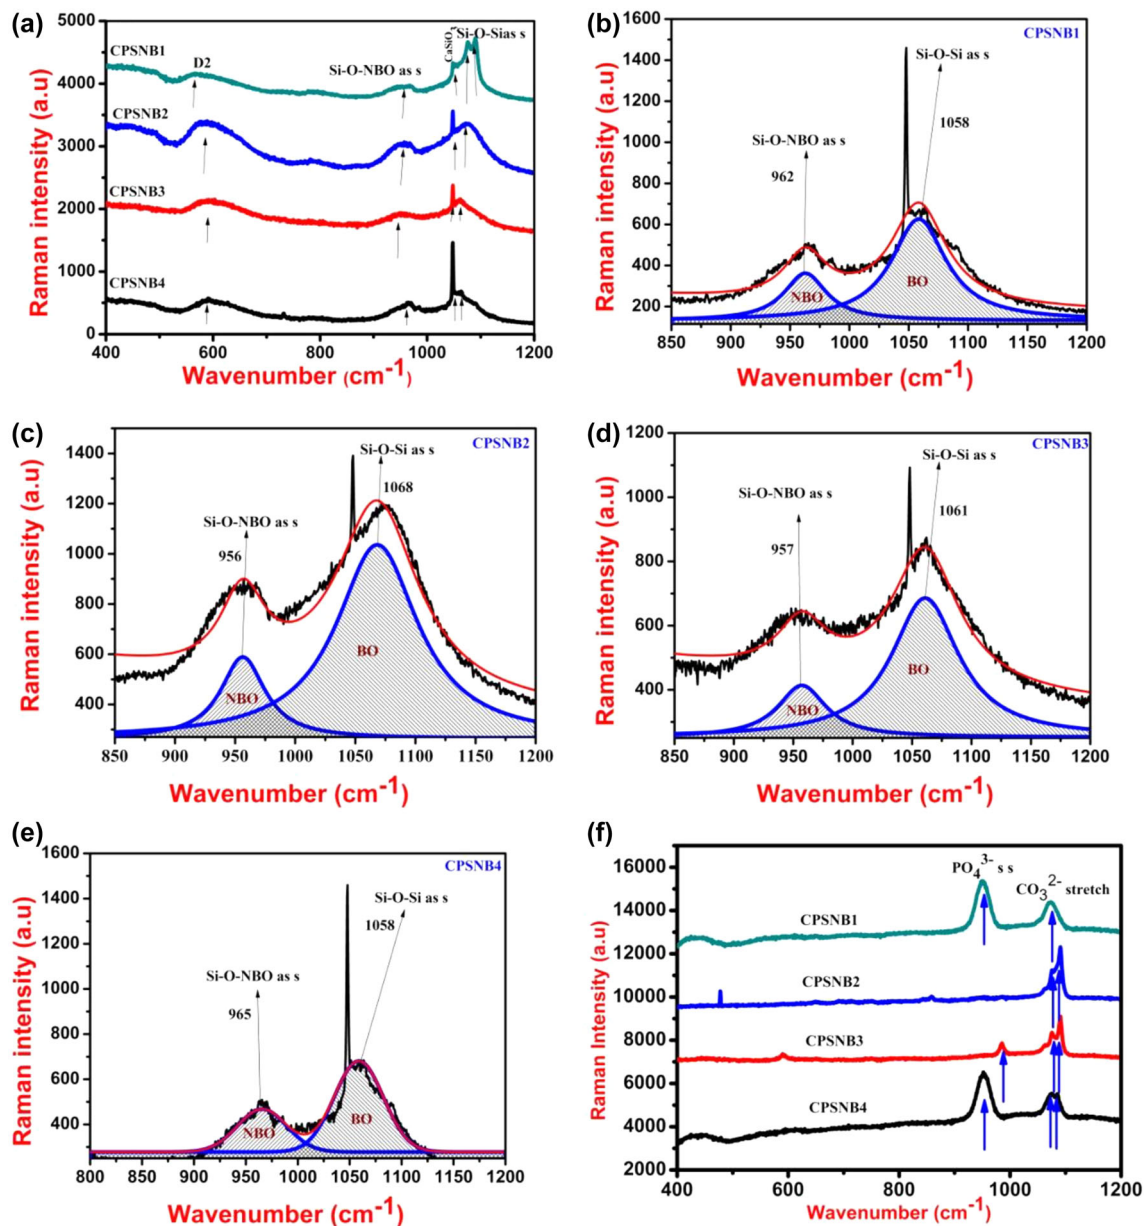 (a)
5000
4000
3000
2000
1000
0
400 600 800 1000 1200
Raman intensity (a.u)
Wavenumber (cm-1)
CPSNB1
CPSNB2
CPSNB3
CPSNB4
D2
Si-O-NBO as s
Si-O-Sias s
(b)
CPSNB1
1600
1400
1200
1000
800
600
400
200
850 900 950 1000 1050 1100 1150 1200
Raman intensity (a.u)
Wavenumber (cm-1)
Si-O-Si as s
1058
Si-O-NBO as s
962
NBO
BO
(c)
CPSNB2
1400
1200
1000
800
600
400
850 900 950 1000 1050 1100 1150 1200
Raman intensity (a.u)
Wavenumber (cm-1)
Si-O-Si as s
1068
Si-O-NBO as s
956
NBO
BO
(d)
CPSNB3
1200
1000
800
600
400
850 900 950 1000 1050 1100 1150 1200
Raman intensity (a.u)
Wavenumber (cm-1)
Si-O-Si as s
1061
Si-O-NBO as s
957
NBO
BO
(e)
CPSNB4
1600
1400
1200
1000
800
600
400
800 850 900 950 1000 1050 1100 1150 1200
Raman intensity (a.u)
Wavenumber (cm-1)
Si-O-Si as s
1058
Si-O-NBO as s
965
NBO
BO
(f)
16000
14000
12000
10000
8000
6000
4000
2000
400 600 800 1000 1200
Raman Intensity (a.u)
Wavenumber (cm-1)
PO4 3- s s
CO3 2- stretch
CPSNB1
CPSNB2
CPSNB3
CPSNB4